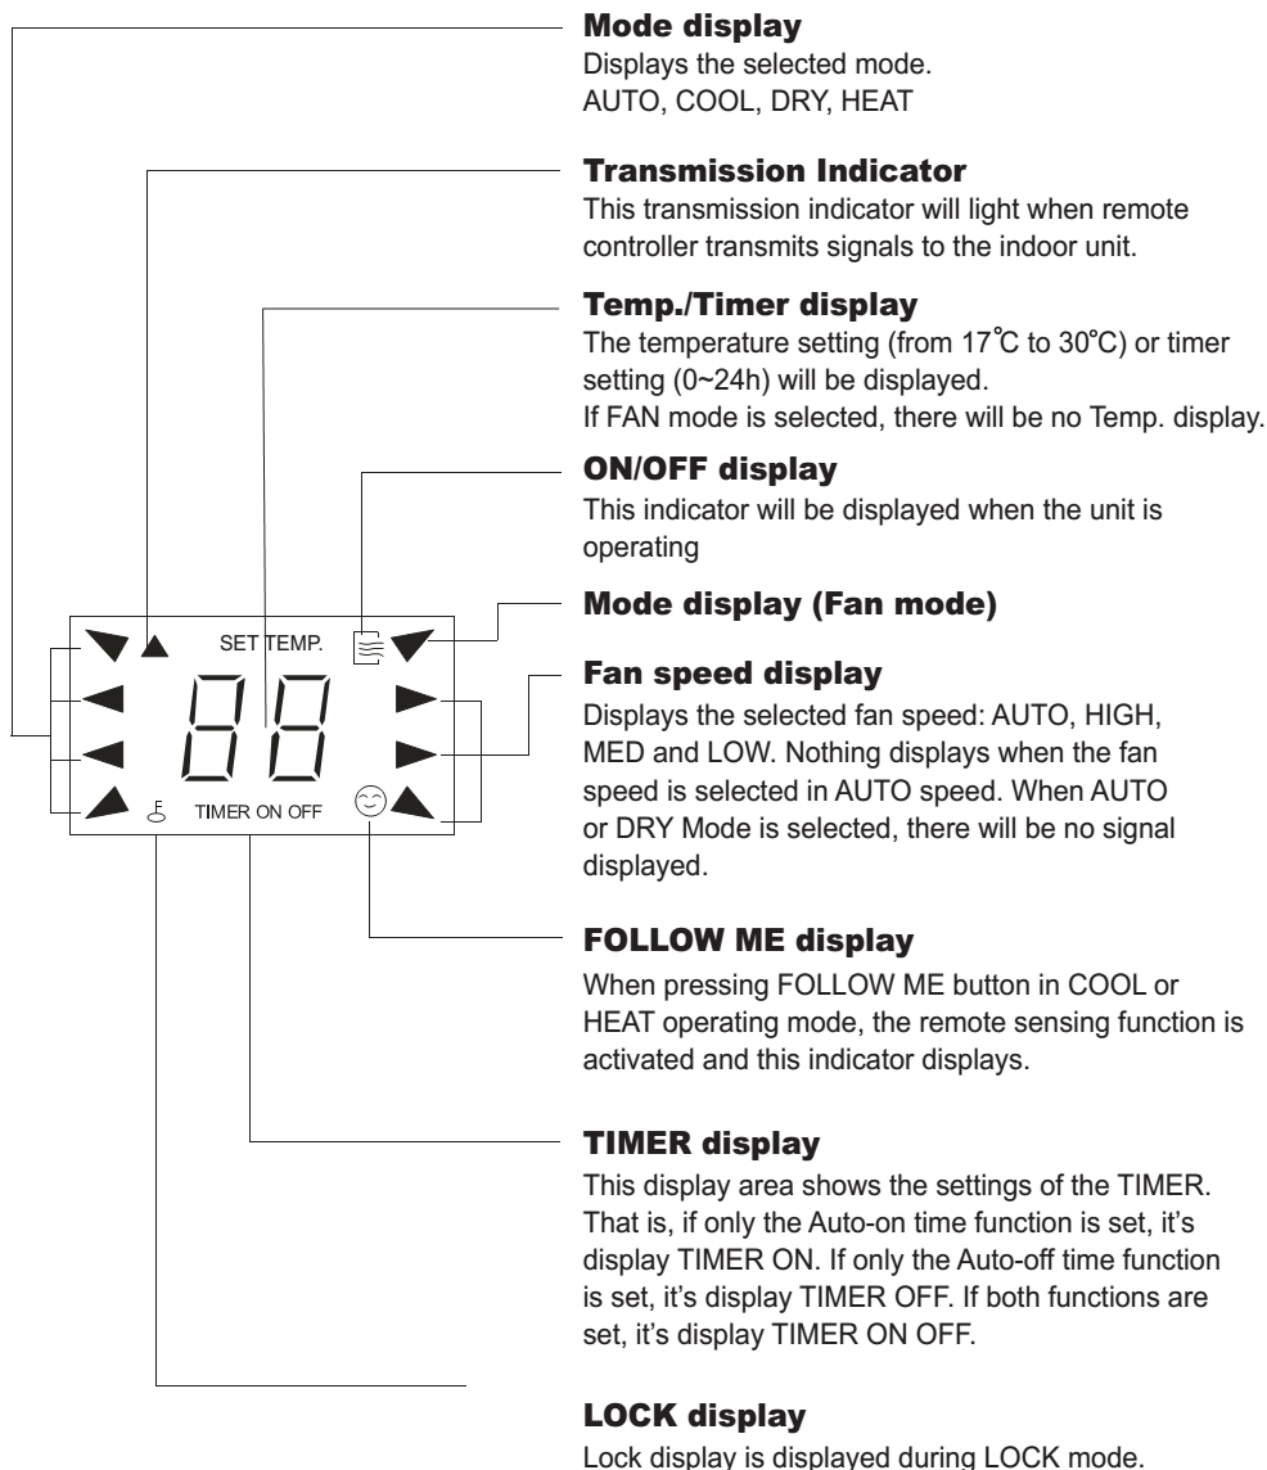 Mode display
Displays the selected mode.
AUTO, COOL, DRY, HEAT
Transmission Indicator
This transmission indicator will light when remote
controller transmits signals to the indoor unit.
Temp./Timer display
The temperature setting (from 17℃ to 30°C) or timer
setting (0~24h) will be displayed.
If FAN mode is selected, there will be no Temp. display.
ON/OFF display
This indicator will be displayed when the unit is
operating
Mode display (Fan mode)
Fan speed display
Displays the selected fan speed: AUTO, HIGH,
MED and LOW. Nothing displays when the fan
speed is selected in AUTO speed. When AUTO
or DRY Mode is selected, there will be no signal
displayed.
FOLLOW ME display
When pressing FOLLOW ME button in COOL or
HEAT operating mode, the remote sensing function is
activated and this indicator displays.
TIMER display
This display area shows the settings of the TIMER.
That is, if only the Auto-on time function is set, it’s
display TIMER ON. If only the Auto-off time function
is set, it’s display TIMER OFF. If both functions are
set, it’s display TIMER ON OFF.
LOCK display
Lock display is displayed during LOCK mode.
SET TEMP.
88
TIMER ON OFF